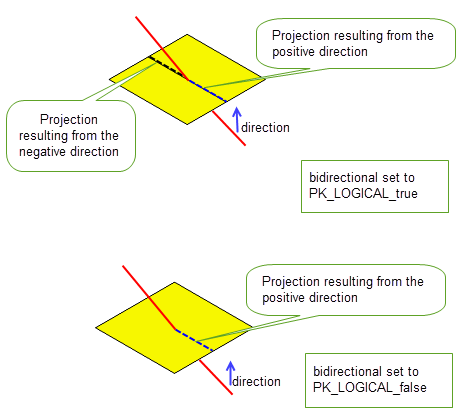 Projection resulting from the
positive direction
Projection
resulting from the
negative direction
direction
bidirectional set to
PK_LOGICAL_true
Projection resulting from the
positive direction
direction
bidirectional set to
PK_LOGICAL_false